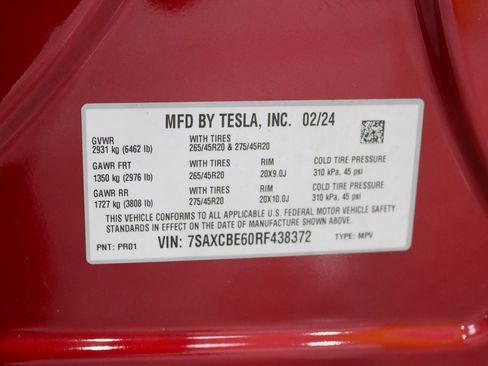 MFD BY TESLA, INC. 02/24
GVWR WITH TIRES
2931 kg (6462 lb) 265/45R20 & 275/45R20
GAWR FRT WITH TIRES RIM COLD TIRE PRESSURE
1350 kg (2976 lb) 265/45R20 20X9.0J 310 kPa, 45 psi
GAWR RR WITH TIRES RIM COLD TIRE PRESSURE
1727 kg (3808 lb) 275/45R20 20X10.0J 310 kPa, 45 psi
THIS VEHICLE CONFORMS TO ALL APPLICABLE U.S. FEDERAL MOTOR VEHICLE SAFETY
STANDARDS IN EFFECT ON THE DATE OF MANUFACTURE SHOWN ABOVE.
PNT: PR01 VIN: 7SAXCBE60RF438372 TYPE: MPV